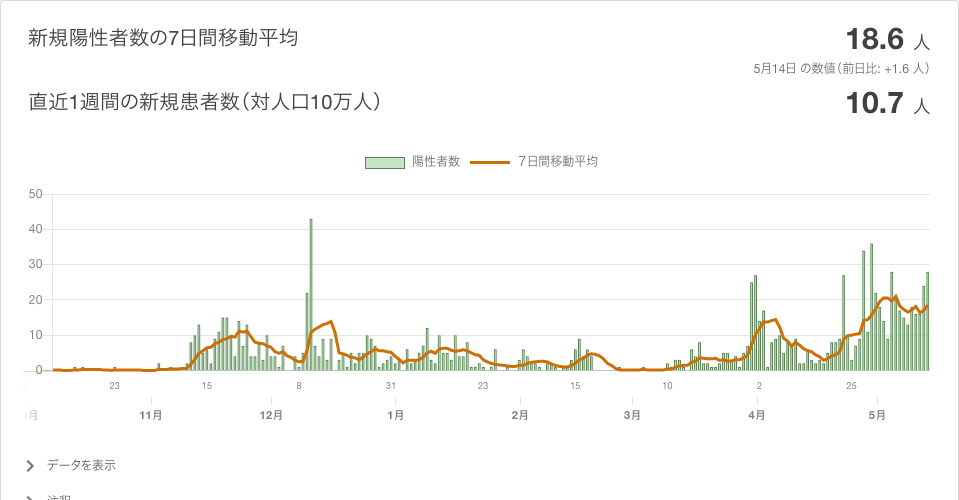 新規陽性者数の7日間移動平均
18.6 人
5月14日 の数値（前日比: +1.6 人）
直近1週間の新規患者数（対人口10万人）
10.7 人
陽性者数 7日間移動平均
50
40
30
20
10
0
23 15 8 31 23 15 10 2 25
月 11月 12月 1月 2月 3月 4月 5月
データを表示
注釈